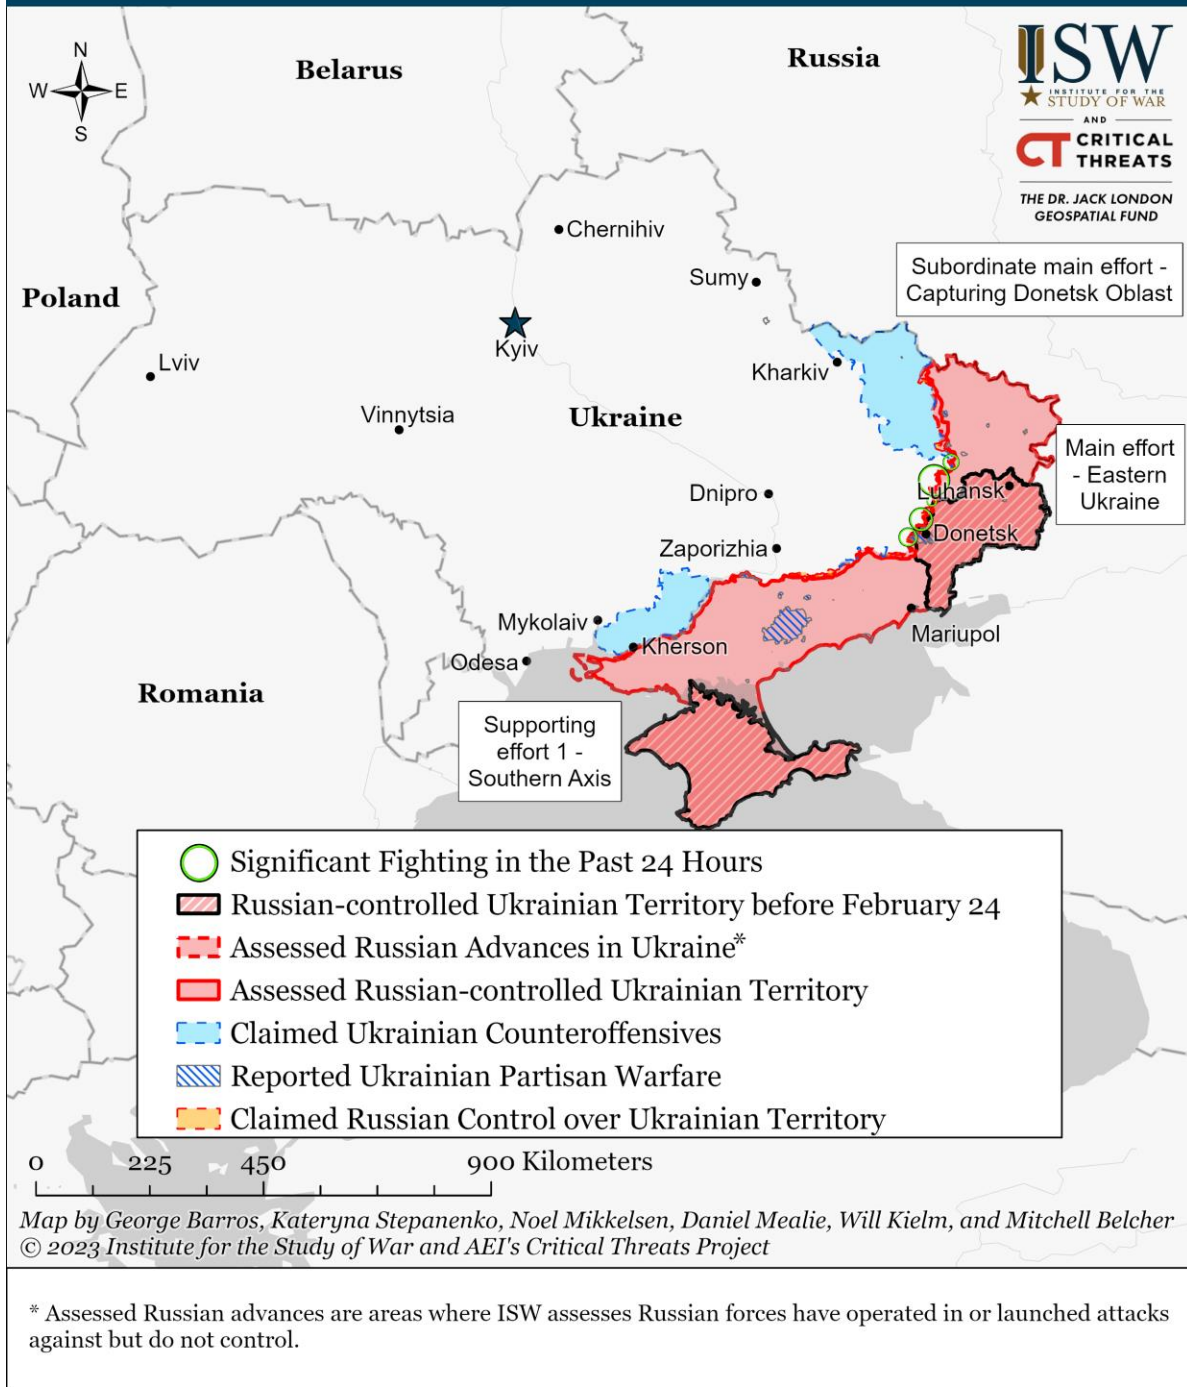 N
W
E
S
Belarus
Russia
ISW
INSTITUTE FOR THE
STUDY OF WAR
AND
CT CRITICAL
THREATS
THE DR. JACK LONDON
GEOSPATIAL FUND
Chernihiv
Sumy
Subordinate main effort -
Capturing Donetsk Oblast
Poland
Kyiv
Lviv
Kharkiv
Vinnytsia
Ukraine
Main effort
- Eastern
Ukraine
Dnipro
Luhansk
Donetsk
Zaporizhia
Mykolaiv
Mariupol
Kherson
Odesa
Romania
Supporting
effort 1 -
Southern Axis
Significant Fighting in the Past 24 Hours
Russian-controlled Ukrainian Territory before February 24
Assessed Russian Advances in Ukraine*
Assessed Russian-controlled Ukrainian Territory
Claimed Ukrainian Counteroffensives
Reported Ukrainian Partisan Warfare
Claimed Russian Control over Ukrainian Territory
0 225 450 900 Kilometers
Map by George Barros, Kateryna Stepanenko, Noel Mikkelsen, Daniel Mealie, Will Kielm, and Mitchell Belcher
© 2023 Institute for the Study of War and AEI's Critical Threats Project
* Assessed Russian advances are areas where ISW assesses Russian forces have operated in or launched attacks
against but do not control.